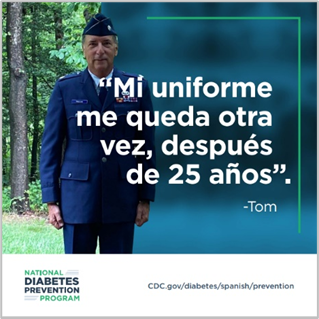 “Mi uniforme
me queda otra
vez, después
de 25 años”.
-Tom
NATIONAL
DIABETES
PREVENTION
PROGRAM
CDC.gov/diabetes/spanish/prevention